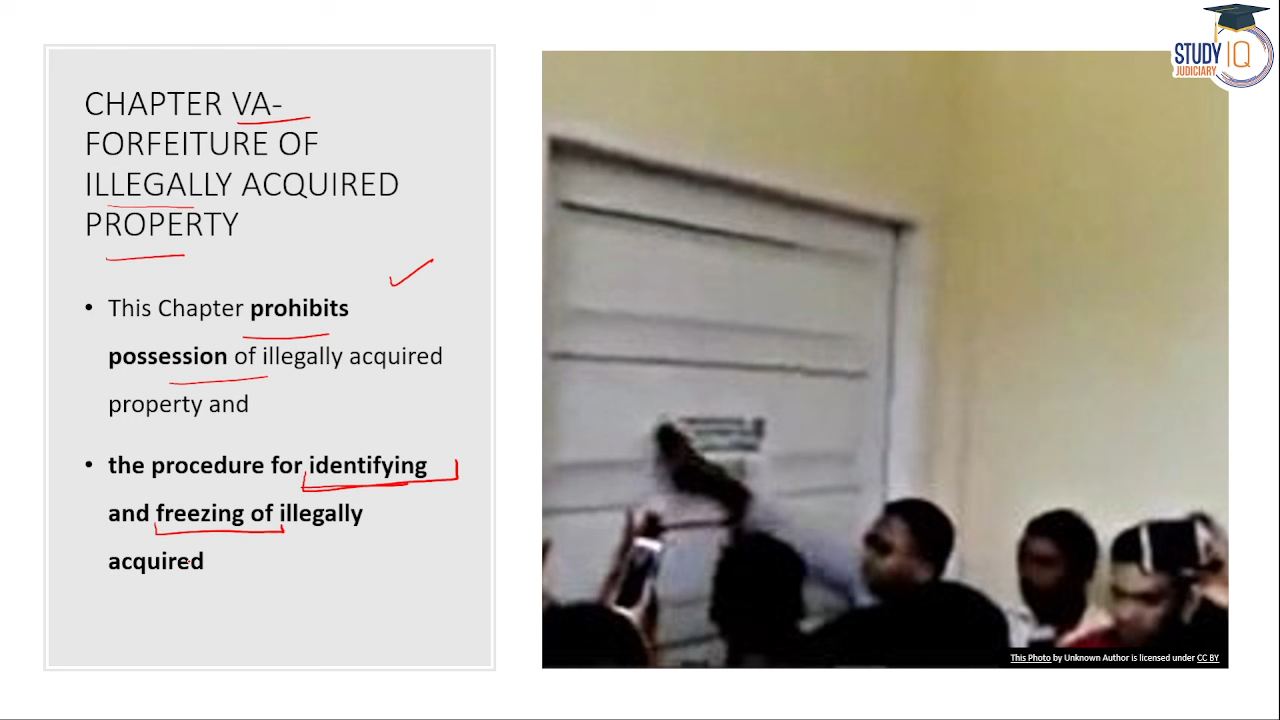 CHAPTER VA-
FORFEITURE OF
ILLEGALLY ACQUIRED
PROPERTY
• This Chapter prohibits
possession of illegally acquired
property and
• the procedure for identifying
and freezing of illegally
acquired
STUDY IQ
JUDICIARY
This Photo by Unknown Author is licensed under CC BY